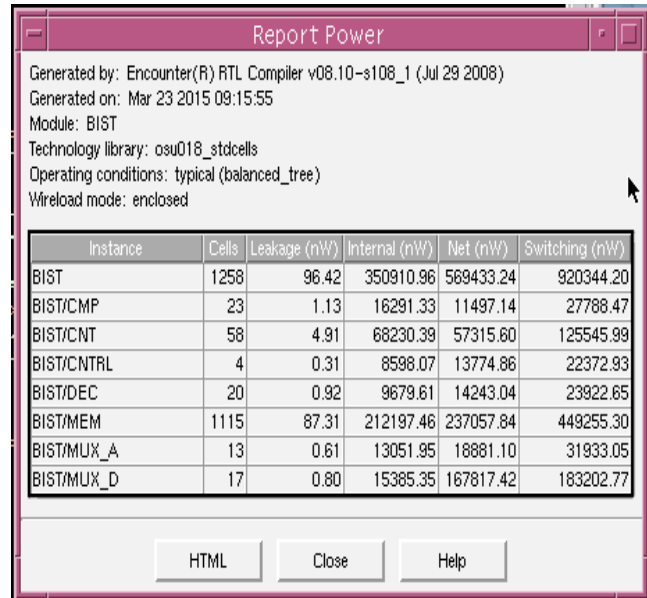 Report Power
Generated by: Encounter(R) RTL Compiler v08.10-s108_1 (Jul 29 2008)
Generated on: Mar 23 2015 09:15:55
Module: BIST
Technology library: osu018_stdcells
Operating conditions: typical (balanced_tree)
Wireload mode: enclosed
Instance Cells Leakage (nW) Internal (nW) Net (nW) Switching (nW)
BIST 1258 96.42 350910.96 569433.24 920344.20
BIST/CMP 23 1.13 16291.33 11497.14 27788.47
BIST/CNT 58 4.91 68230.39 57315.60 125545.99
BIST/CNTRL 4 0.31 8598.07 13774.86 22372.93
BIST/DEC 20 0.92 9679.61 14243.04 23922.65
BIST/MEM 1115 87.31 212197.46 237057.84 449255.30
BIST/MUX_A 13 0.61 13051.95 18881.10 31933.05
BIST/MUX_D 17 0.80 15385.35 167817.42 183202.77
HTML Close Help